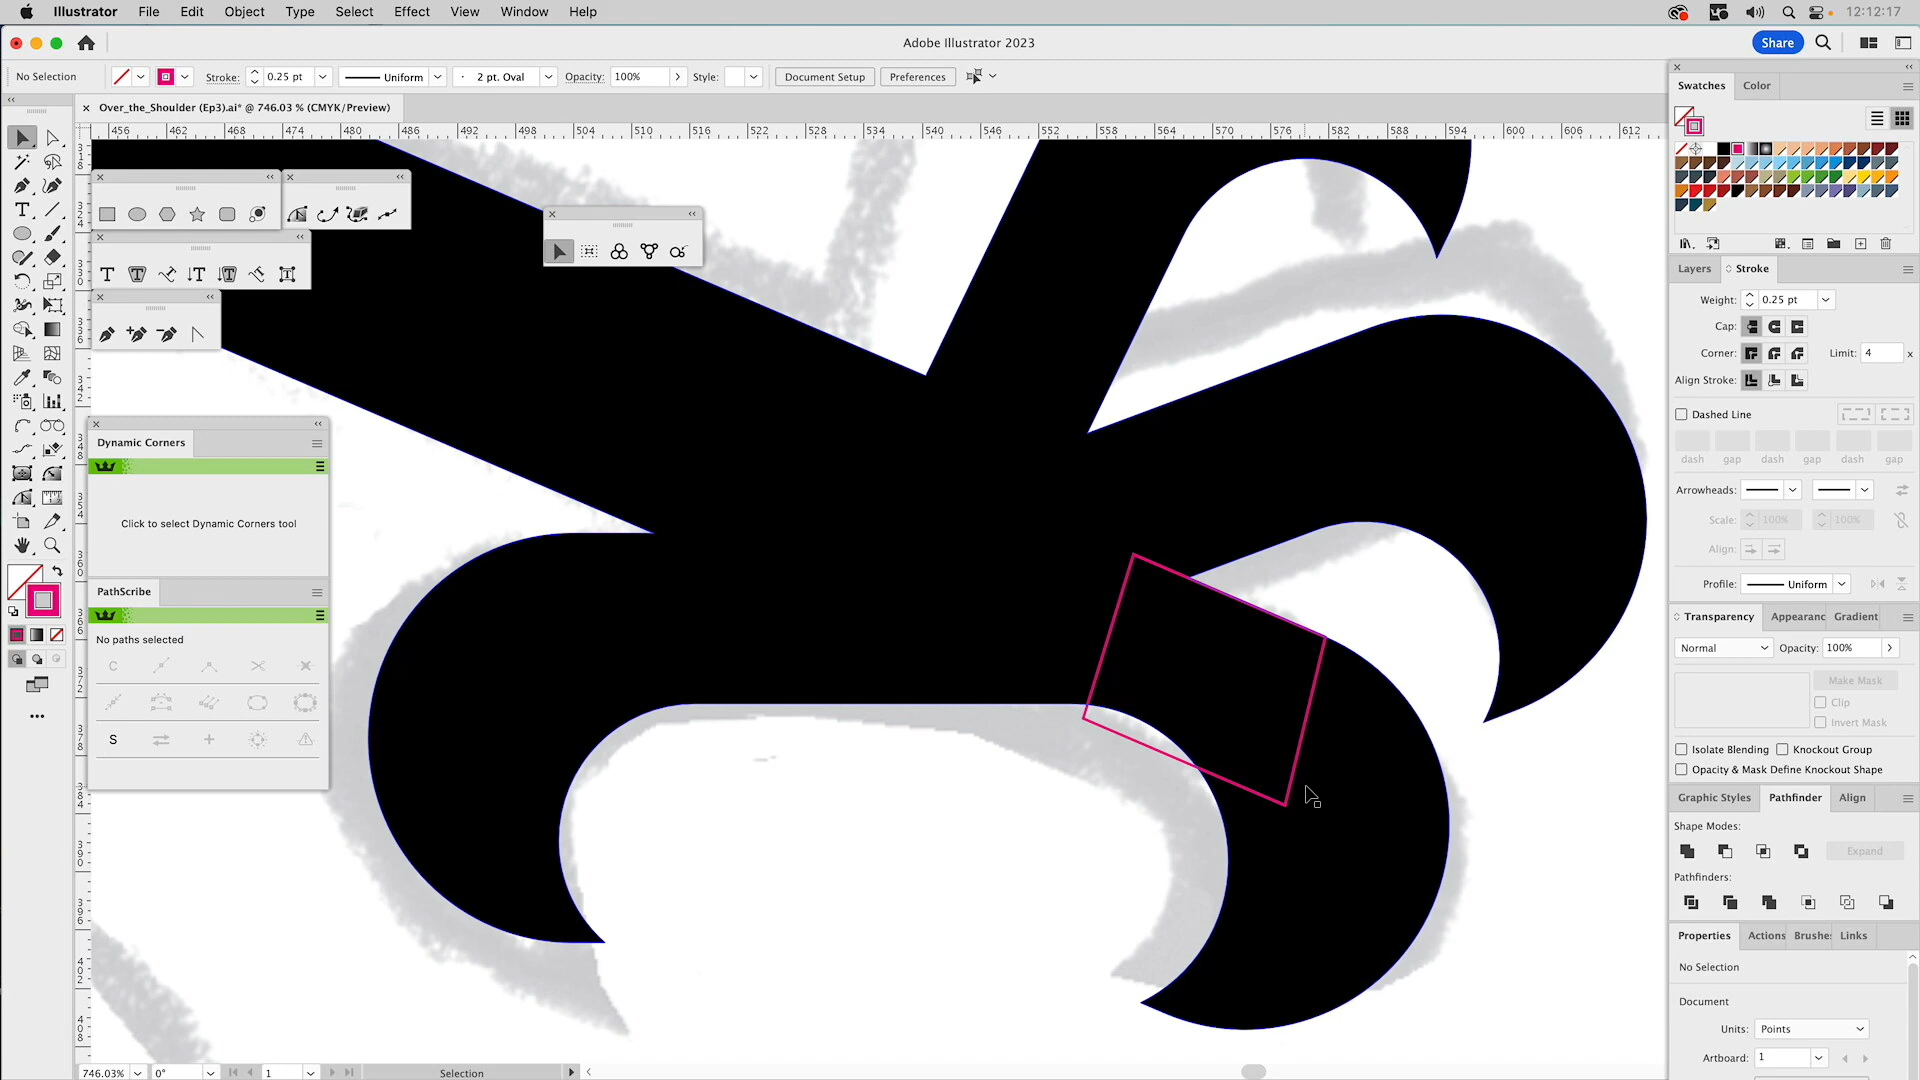 Illustrator File Edit Object Type Select Effect View Window Help 12:12:17
Adobe Illustrator 2023 Share
No Selection Stroke: 0.25 pt Uniform 2 pt. Oval Opacity: 100% Style: Document Setup Preferences
Over_the_Shoulder (Ep3).ai* @ 746.03 % (CMYK/Preview)
456 462 468 474 480 486 492 498 504 510 516 522 528 534 540 546 552 558 564 570 576 582 588 594 600 606 612
Swatches Color
Layers Stroke
Weight: 0.25 pt
Cap:
Corner: Limit: 4 x
Align Stroke:
Dashed Line
dash gap dash gap dash gap
Arrowheads:
Scale: 100% 100%
Align:
Profile: Uniform
Transparency Appearanc Gradient
Normal Opacity: 100%
Make Mask
Clip
Invert Mask
Isolate Blending Knockout Group
Opacity & Mask Define Knockout Shape
Graphic Styles Pathfinder Align
Shape Modes:
Expand
Pathfinders:
Properties Actions Brushe: Links
No Selection
Document
Units: Points
Artboard: 1
Dynamic Corners
Click to select Dynamic Corners tool
PathScribe
No paths selected
C
S
746.03% 0° 1 Selection